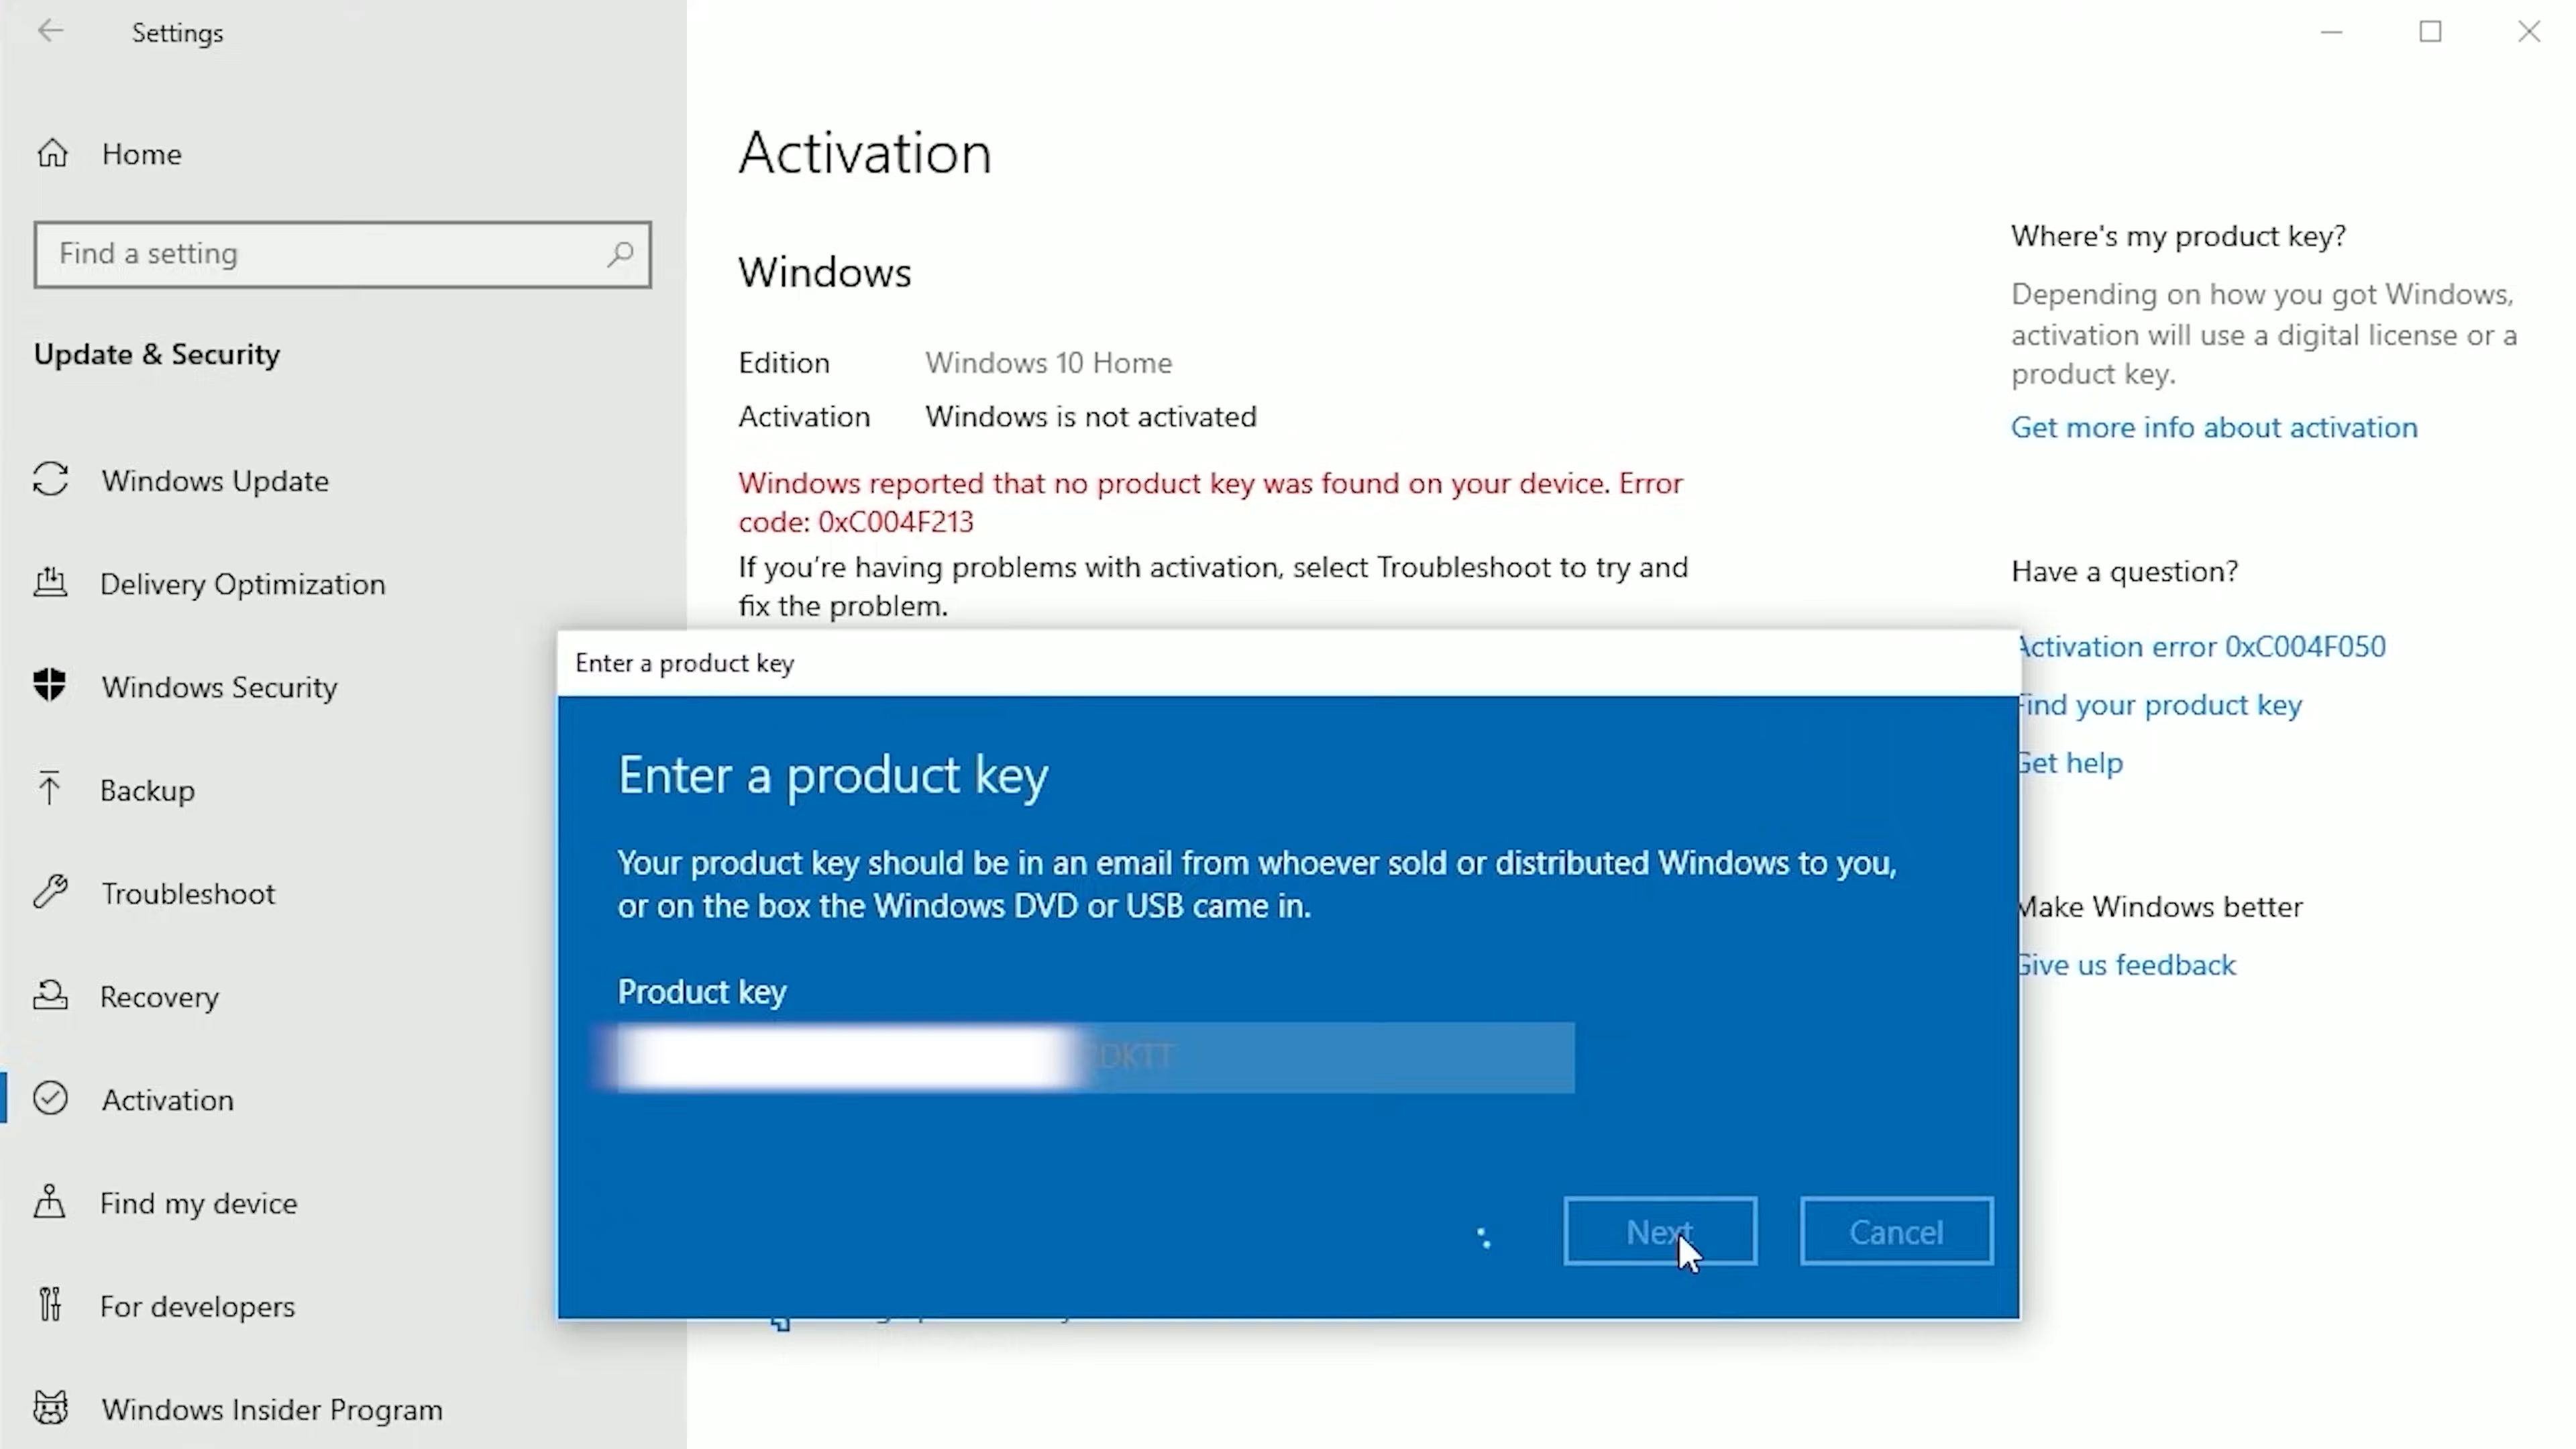 Settings
Home
Find a setting
Update & Security
Windows Update
Delivery Optimization
Windows Security
Backup
Troubleshoot
Recovery
Activation
Find my device
For developers
Windows Insider Program
Activation
Windows
Edition Windows 10 Home
Activation Windows is not activated
Windows reported that no product key was found on your device. Error
code: 0xC004F213
If you're having problems with activation, select Troubleshoot to try and
fix the problem.
Enter a product key
Enter a product key
Your product key should be in an email from whoever sold or distributed Windows to you,
or on the box the Windows DVD or USB came in.
Product key
DKTT
Next
Cancel
Where's my product key?
Depending on how you got Windows,
activation will use a digital license or a
product key.
Get more info about activation
Have a question?
Activation error 0xC004F050
Find your product key
Get help
Make Windows better
Give us feedback